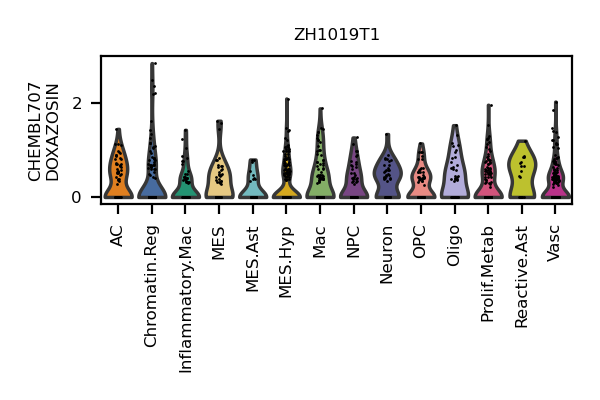 ZH1019T1
CHEMBL707
DOXAZOSIN
2
0
AC
Chromatin.Reg
Inflammatory.Mac
MES
MES.Ast
MES.Hyp
Mac
NPC
Neuron
OPC
Oligo
Prolif.Metab
Reactive.Ast
Vasc